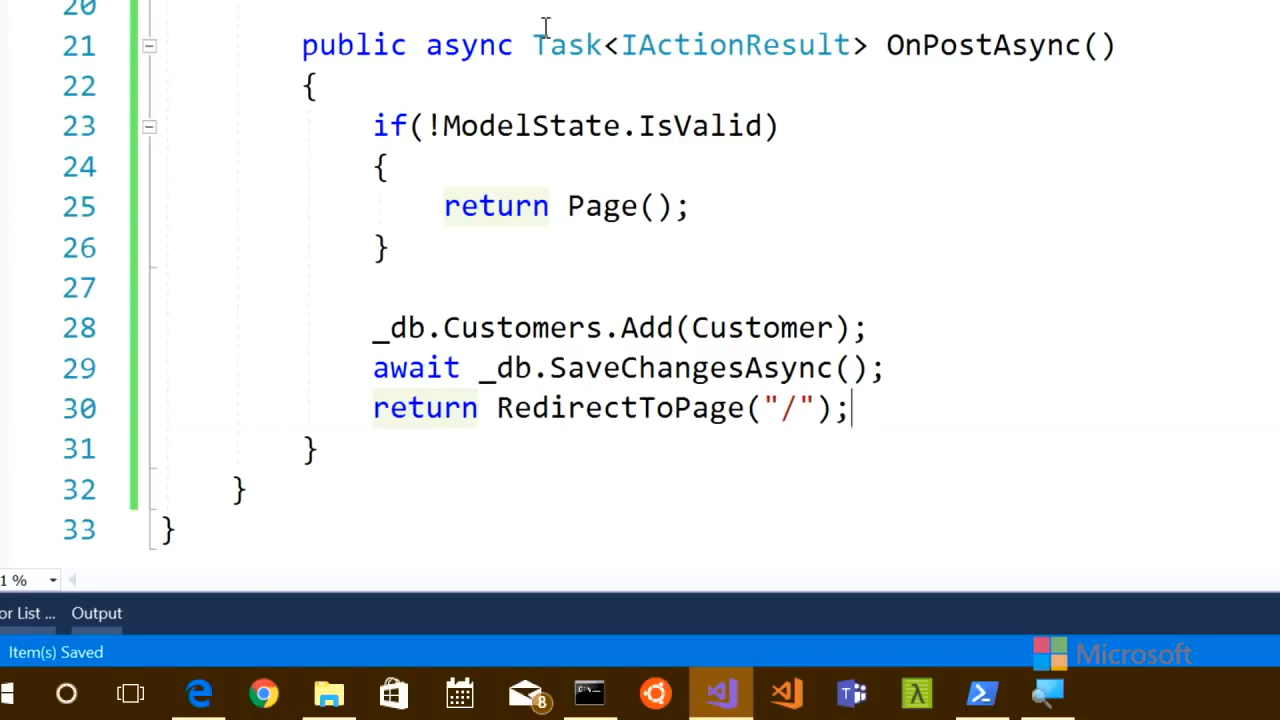 20
21 public async Task<IActionResult> OnPostAsync()
22 {
23 if(!ModelState.IsValid)
24 {
25 return Page();
26 }
27
28 _db.Customers.Add(Customer);
29 await _db.SaveChangesAsync();
30 return RedirectToPage("/");
31 }
32 }
33 }
1 %
or List ... Output
Item(s) Saved
Microsoft
8